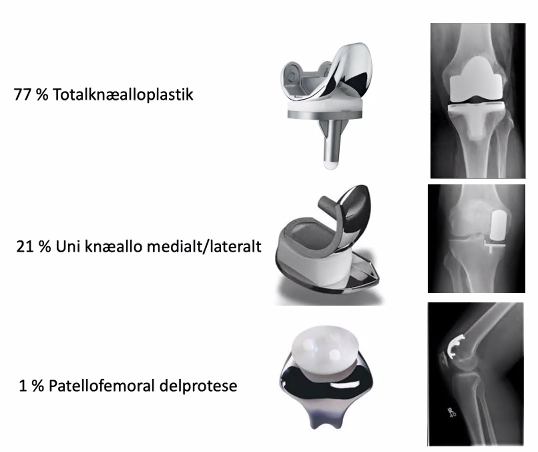 77 % Totalknæalloplastik
21 % Uni knæallo medialt/lateralt
1 % Patellofemoral delprotese